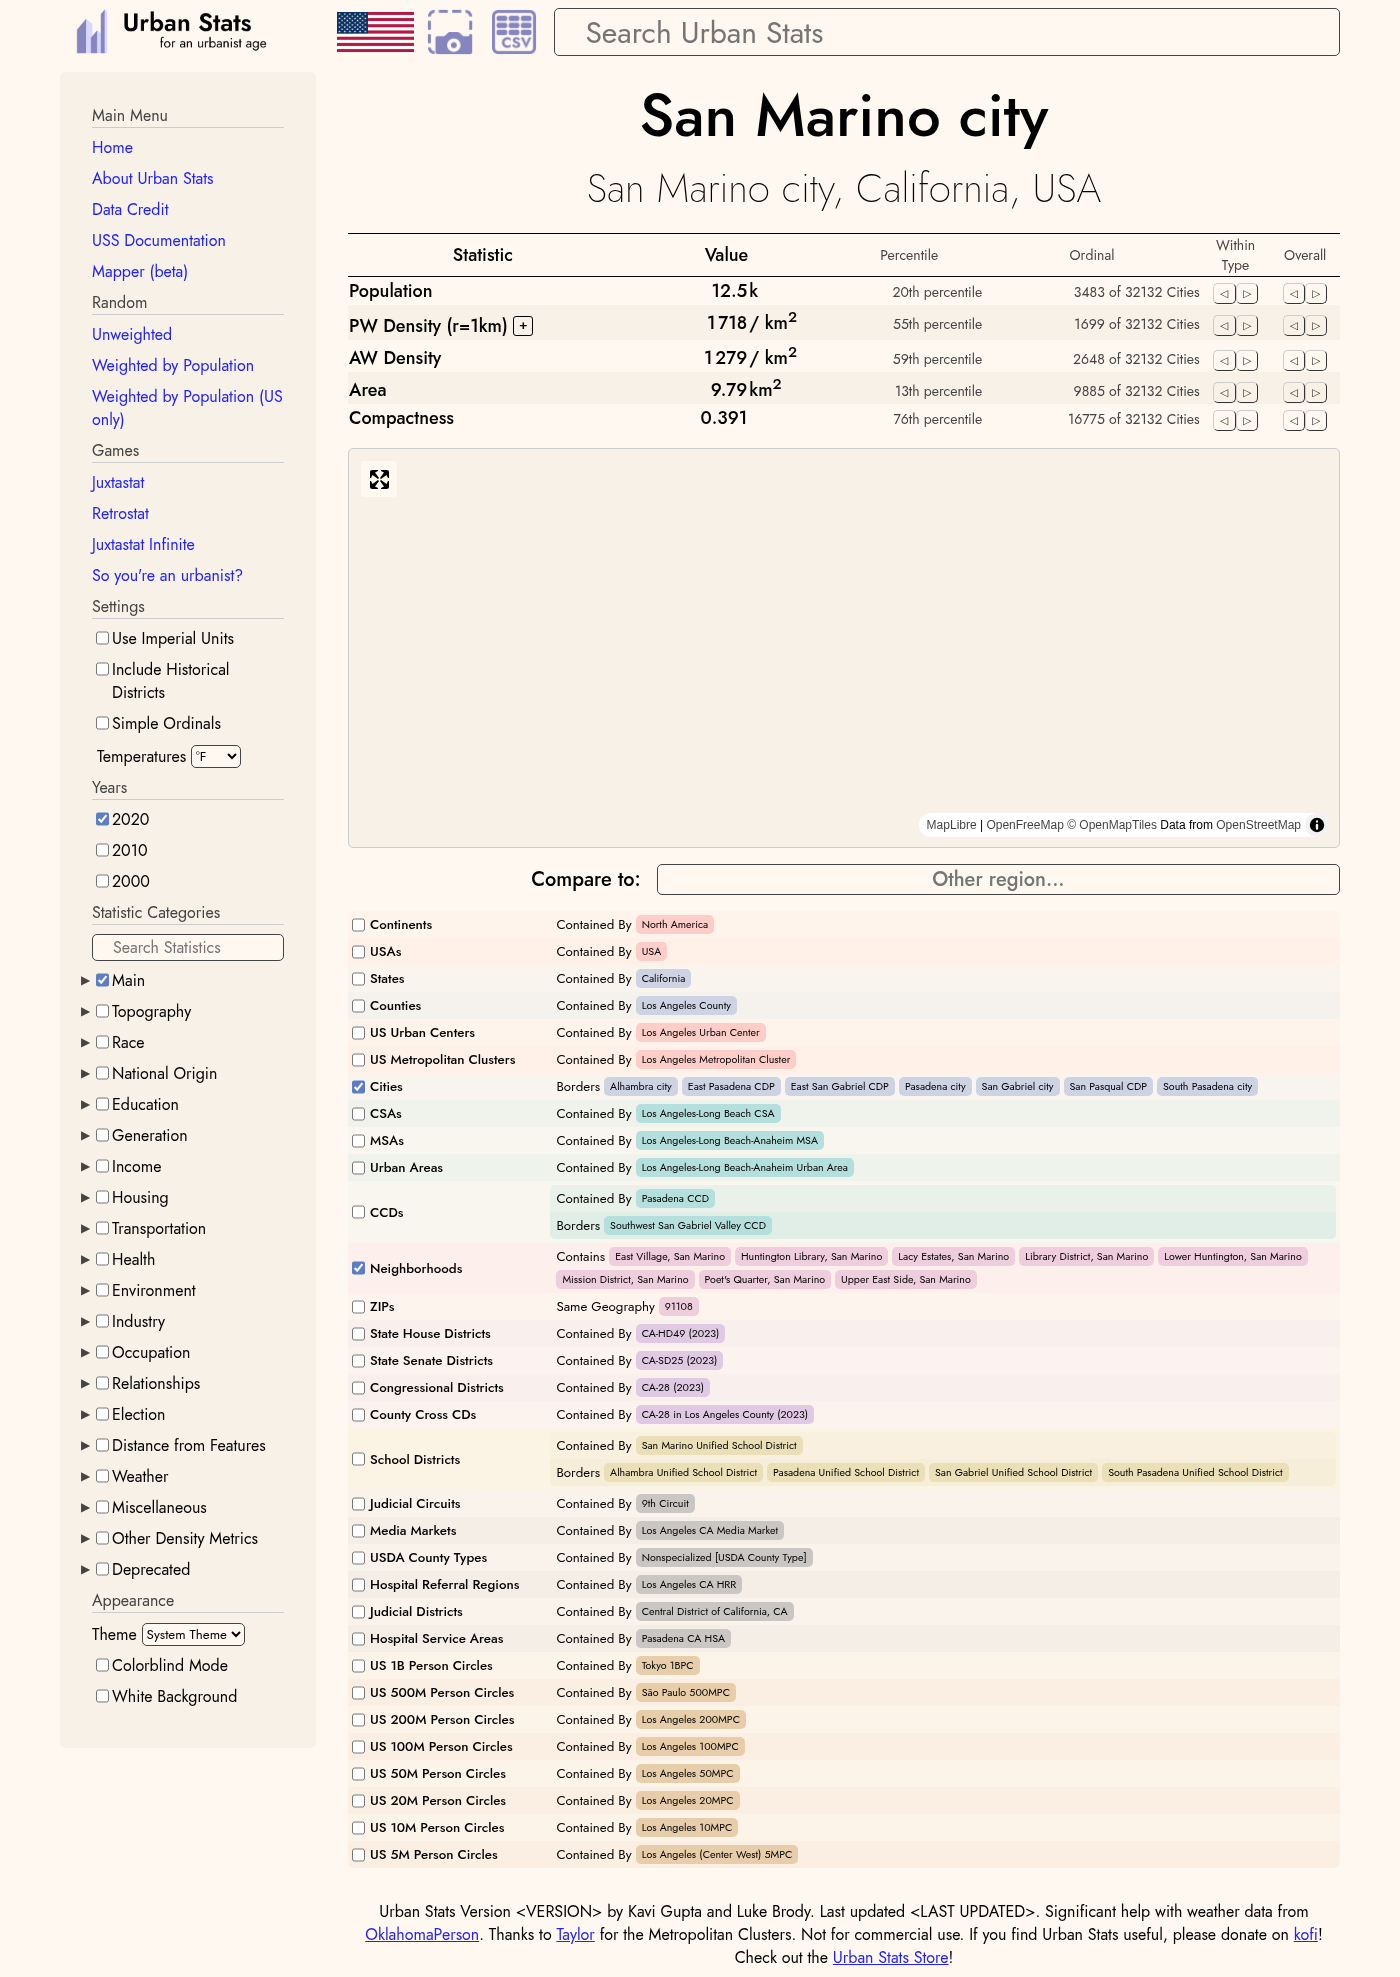 Urban Stats
for an urbanist age
CSV
Search Urban Stats
Main Menu
Home
About Urban Stats
Data Credit
USS Documentation
Mapper (beta)
Random
Unweighted
Weighted by Population
Weighted by Population (US
only)
Games
Juxtastat
Retrostat
Juxtastat Infinite
So you're an urbanist?
Settings
Use Imperial Units
Include Historical
Districts
Simple Ordinals
Temperatures °F
Years
2020
2010
2000
Statistic Categories
Search Statistics
Main
Topography
Race
National Origin
Education
Generation
Income
Housing
Transportation
Health
Environment
Industry
Occupation
Relationships
Election
Distance from Features
Weather
Miscellaneous
Other Density Metrics
Deprecated
Appearance
Theme System Theme
Colorblind Mode
White Background
San Marino city
San Marino city, California, USA
Statistic Value Percentile Ordinal Within Type Overall
Population 12.5 k 20th percentile 3483 of 32132 Cities
PW Density (r=1km) + 1 718 / km² 55th percentile 1699 of 32132 Cities
AW Density 1 279 / km² 59th percentile 2648 of 32132 Cities
Area 9.79 km² 13th percentile 9885 of 32132 Cities
Compactness 0.391 76th percentile 16775 of 32132 Cities
MapLibre | OpenFreeMap © OpenMapTiles Data from OpenStreetMap
Compare to: Other region...
Continents Contained By North America
USAs Contained By USA
States Contained By California
Counties Contained By Los Angeles County
US Urban Centers Contained By Los Angeles Urban Center
US Metropolitan Clusters Contained By Los Angeles Metropolitan Cluster
Cities Borders Alhambra city East Pasadena CDP East San Gabriel CDP Pasadena city San Gabriel city San Pasqual CDP South Pasadena city
CSAs Contained By Los Angeles-Long Beach CSA
MSAs Contained By Los Angeles-Long Beach-Anaheim MSA
Urban Areas Contained By Los Angeles-Long Beach-Anaheim Urban Area
CCDs Contained By Pasadena CCD
Borders Southwest San Gabriel Valley CCD
Neighborhoods Contains East Village, San Marino Huntington Library, San Marino Lacy Estates, San Marino Library District, San Marino Lower Huntington, San Marino
Mission District, San Marino Poet's Quarter, San Marino Upper East Side, San Marino
ZIPs Same Geography 91108
State House Districts Contained By CA-HD49 (2023)
State Senate Districts Contained By CA-SD25 (2023)
Congressional Districts Contained By CA-28 (2023)
County Cross CDs Contained By CA-28 in Los Angeles County (2023)
School Districts Contained By San Marino Unified School District
Borders Alhambra Unified School District Pasadena Unified School District San Gabriel Unified School District South Pasadena Unified School District
Judicial Circuits Contained By 9th Circuit
Media Markets Contained By Los Angeles CA Media Market
USDA County Types Contained By Nonspecialized [USDA County Type]
Hospital Referral Regions Contained By Los Angeles CA HRR
Judicial Districts Contained By Central District of California, CA
Hospital Service Areas Contained By Pasadena CA HSA
US 1B Person Circles Contained By Tokyo 1BPC
US 500M Person Circles Contained By São Paulo 500MPC
US 200M Person Circles Contained By Los Angeles 200MPC
US 100M Person Circles Contained By Los Angeles 100MPC
US 50M Person Circles Contained By Los Angeles 50MPC
US 20M Person Circles Contained By Los Angeles 20MPC
US 10M Person Circles Contained By Los Angeles 10MPC
US 5M Person Circles Contained By Los Angeles (Center West) 5MPC
Urban Stats Version <VERSION> by Kavi Gupta and Luke Brody. Last updated <LAST UPDATED>. Significant help with weather data from
OklahomaPerson. Thanks to Taylor for the Metropolitan Clusters. Not for commercial use. If you find Urban Stats useful, please donate on kofi!
Check out the Urban Stats Store!